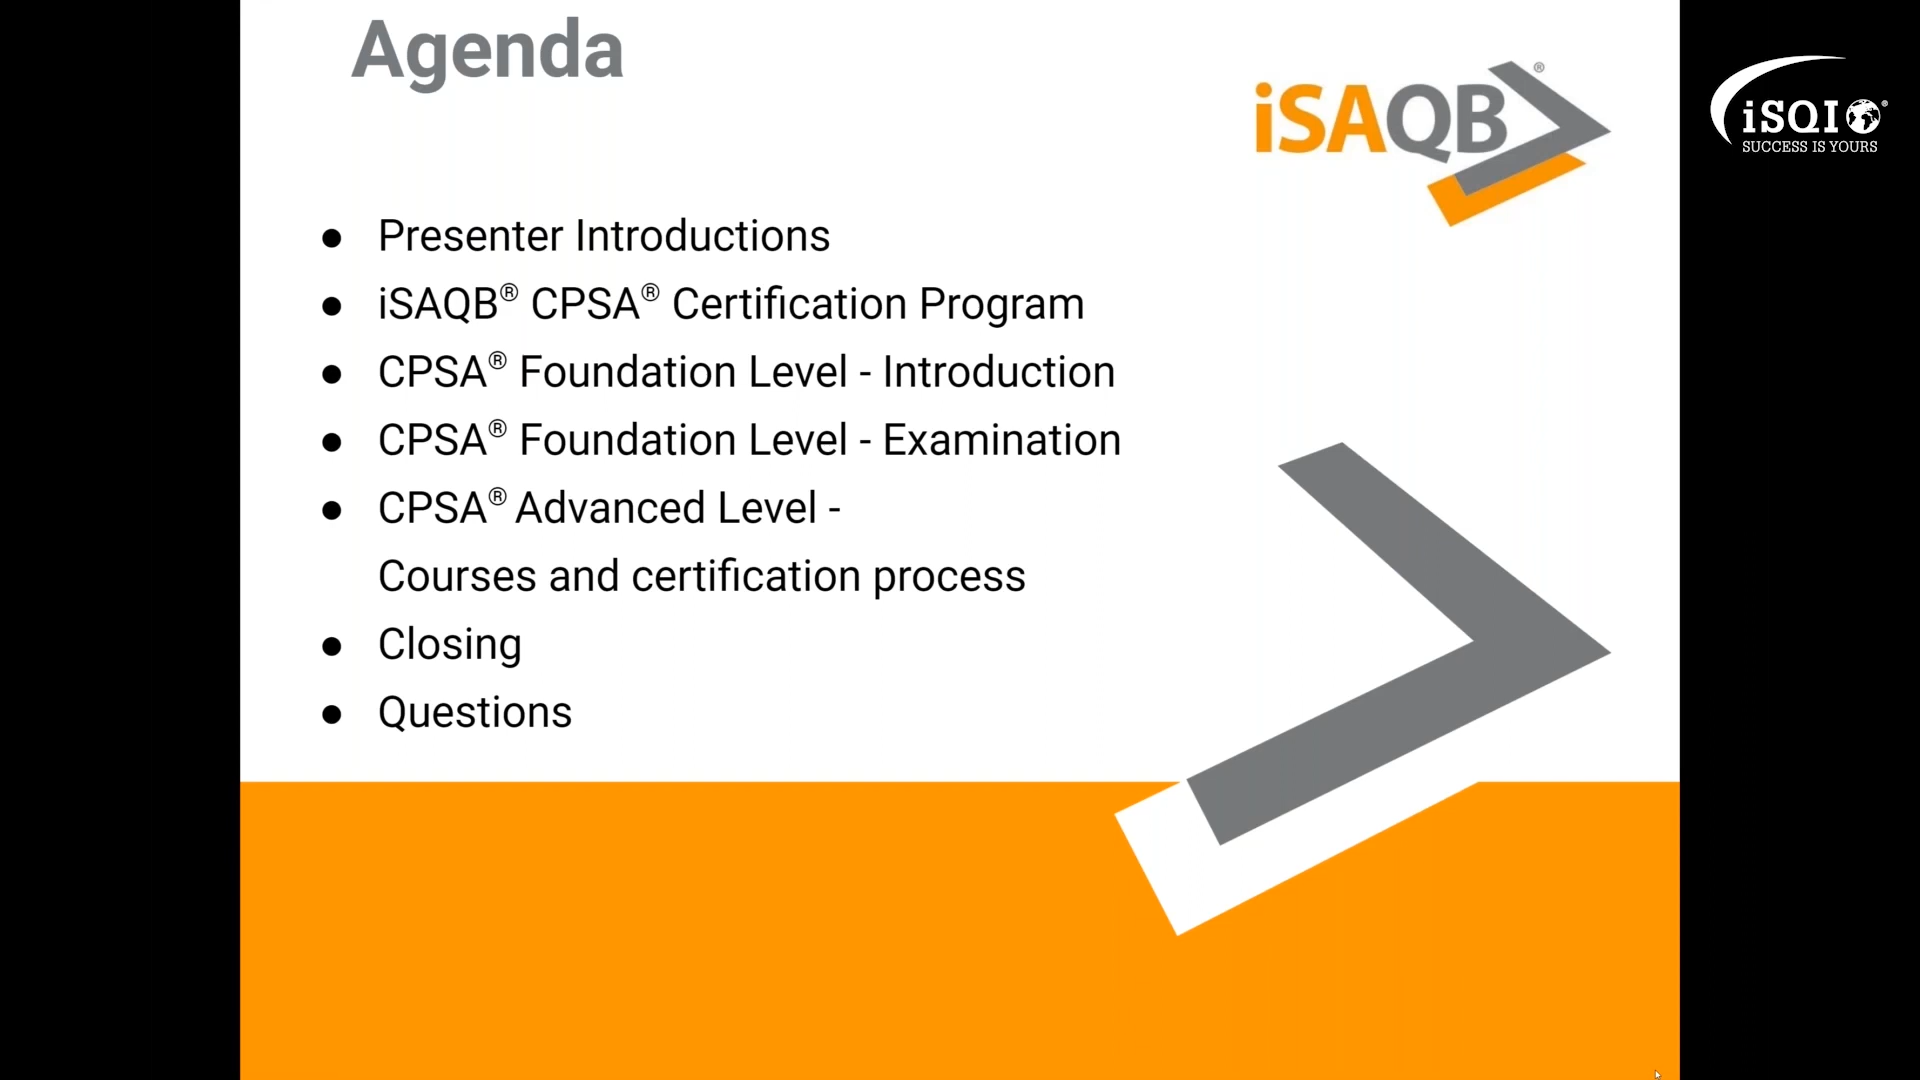 Agenda
iSAQB®
iSQI®
SUCCESS IS YOURS
● Presenter Introductions
● iSAQB® CPSA® Certification Program
● CPSA® Foundation Level - Introduction
● CPSA® Foundation Level - Examination
● CPSA® Advanced Level -
Courses and certification process
● Closing
● Questions